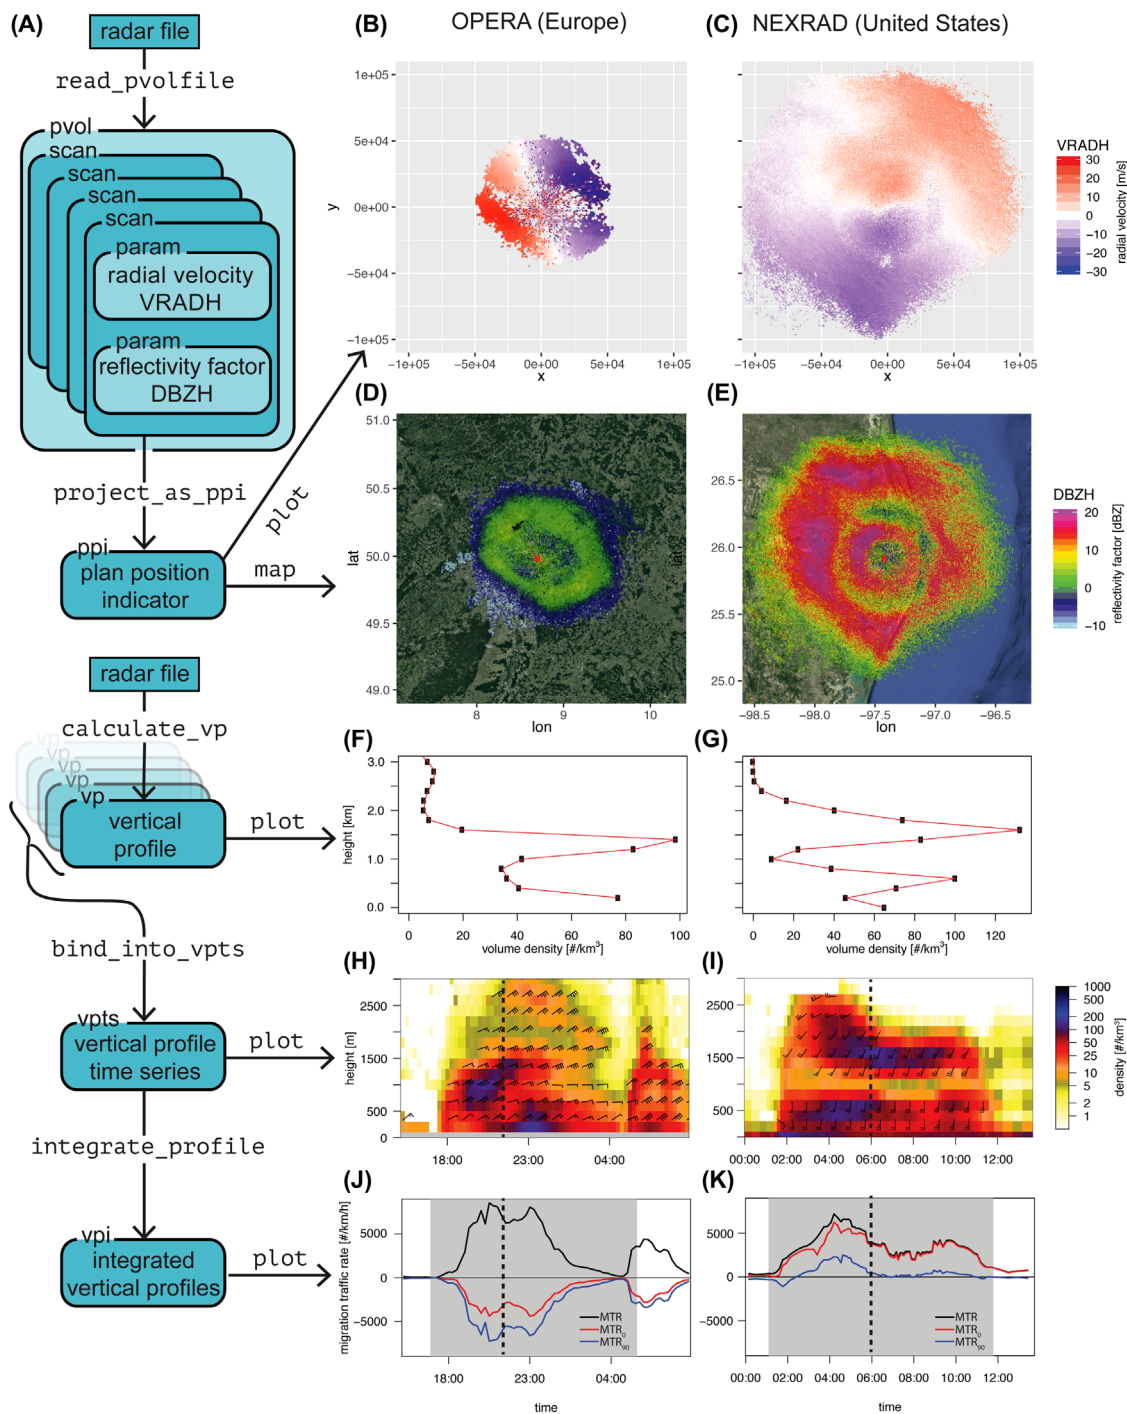 (A)
radar file
read_pvolfile
pvol
scan
scan
scan
scan
param
radial velocity
VRADH
param
reflectivity factor
DBZH
project_as_ppi
plot
ppi
plan position
indicator
map
radar file
calculate_vp
vp
vp
vp
vp
vertical
profile
plot
bind_into_vpts
vpts
vertical profile
time series
plot
integrate_profile
vpi
integrated
vertical profiles
plot
(B) OPERA (Europe)
1e+05
5e+04
0e+00
−5e+04
−1e+05
y
−1e+05 −5e+04 0e+00 5e+04 1e+05
x
(C) NEXRAD (United States)
−1e+05 −5e+04 0e+00 5e+04 1e+05
x
VRADH
30
20
10
0
−10
−20
−30
radial velocity [m/s]
(D)
51.0
50.5
50.0
49.5
49.0
lat
8 9 10
lon
(E)
26.5
26.0
25.5
25.0
lat
−98.5 −98.0 −97.5 −97.0 −96.5
lon
DBZH
20
10
0
−10
reflectivity factor [dBZ]
(F)
3.0
2.0
1.0
0.0
height [km]
0 20 40 60 80 100
volume density [#/km³]
(G)
0 20 40 60 80 100 120
volume density [#/km³]
(H)
2500
1500
500
0
height [m]
18:00 23:00 04:00
(I)
2500
1500
500
0
00:00 02:00 04:00 06:00 08:00 10:00 12:00
1000
500
200
100
50
25
10
5
2
1
density [#/km³]
(J)
5000
0
−5000
migration traffic rate [#/km/h]
MTR
MTR₀
MTR₉₀
18:00 23:00 04:00
time
(K)
5000
0
−5000
MTR
MTR₀
MTR₉₀
00:00 02:00 04:00 06:00 08:00 10:00 12:00
time